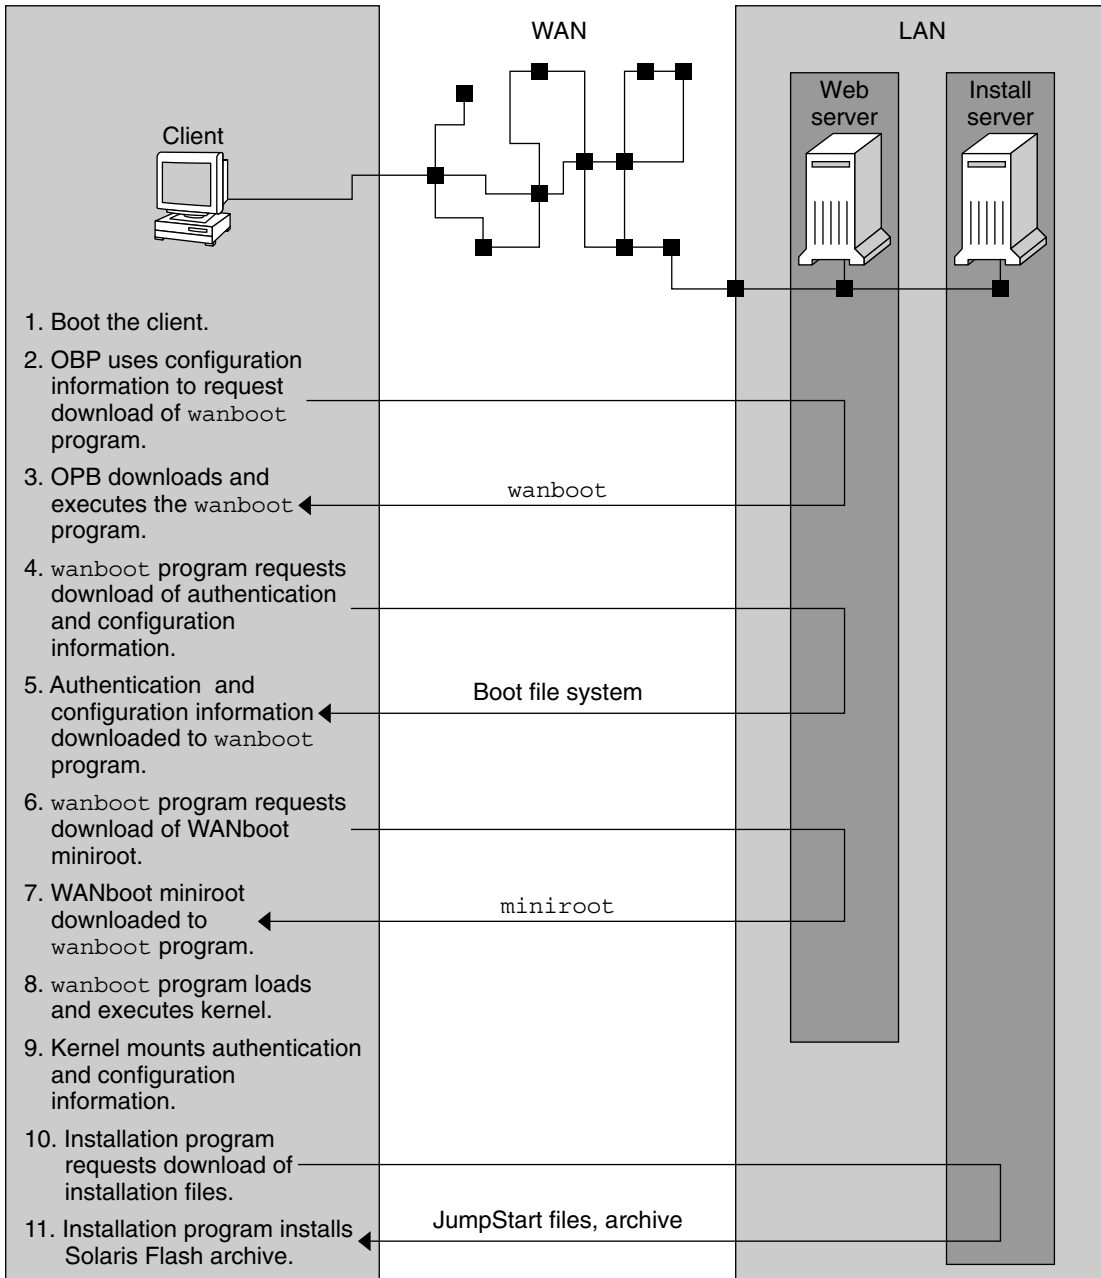 WAN
LAN
Web
server
Install
server
Client
1. Boot the client.
2. OBP uses configuration
information to request
download of wanboot
program.
3. OPB downloads and
executes the wanboot
program.
wanboot
4. wanboot program requests
download of authentication
and configuration
information.
5. Authentication and
configuration information
downloaded to wanboot
program.
Boot file system
6. wanboot program requests
download of WANboot
miniroot.
7. WANboot miniroot
downloaded to
wanboot program.
miniroot
8. wanboot program loads
and executes kernel.
9. Kernel mounts authentication
and configuration
information.
10. Installation program
requests download of
installation files.
11. Installation program installs
Solaris Flash archive.
JumpStart files, archive